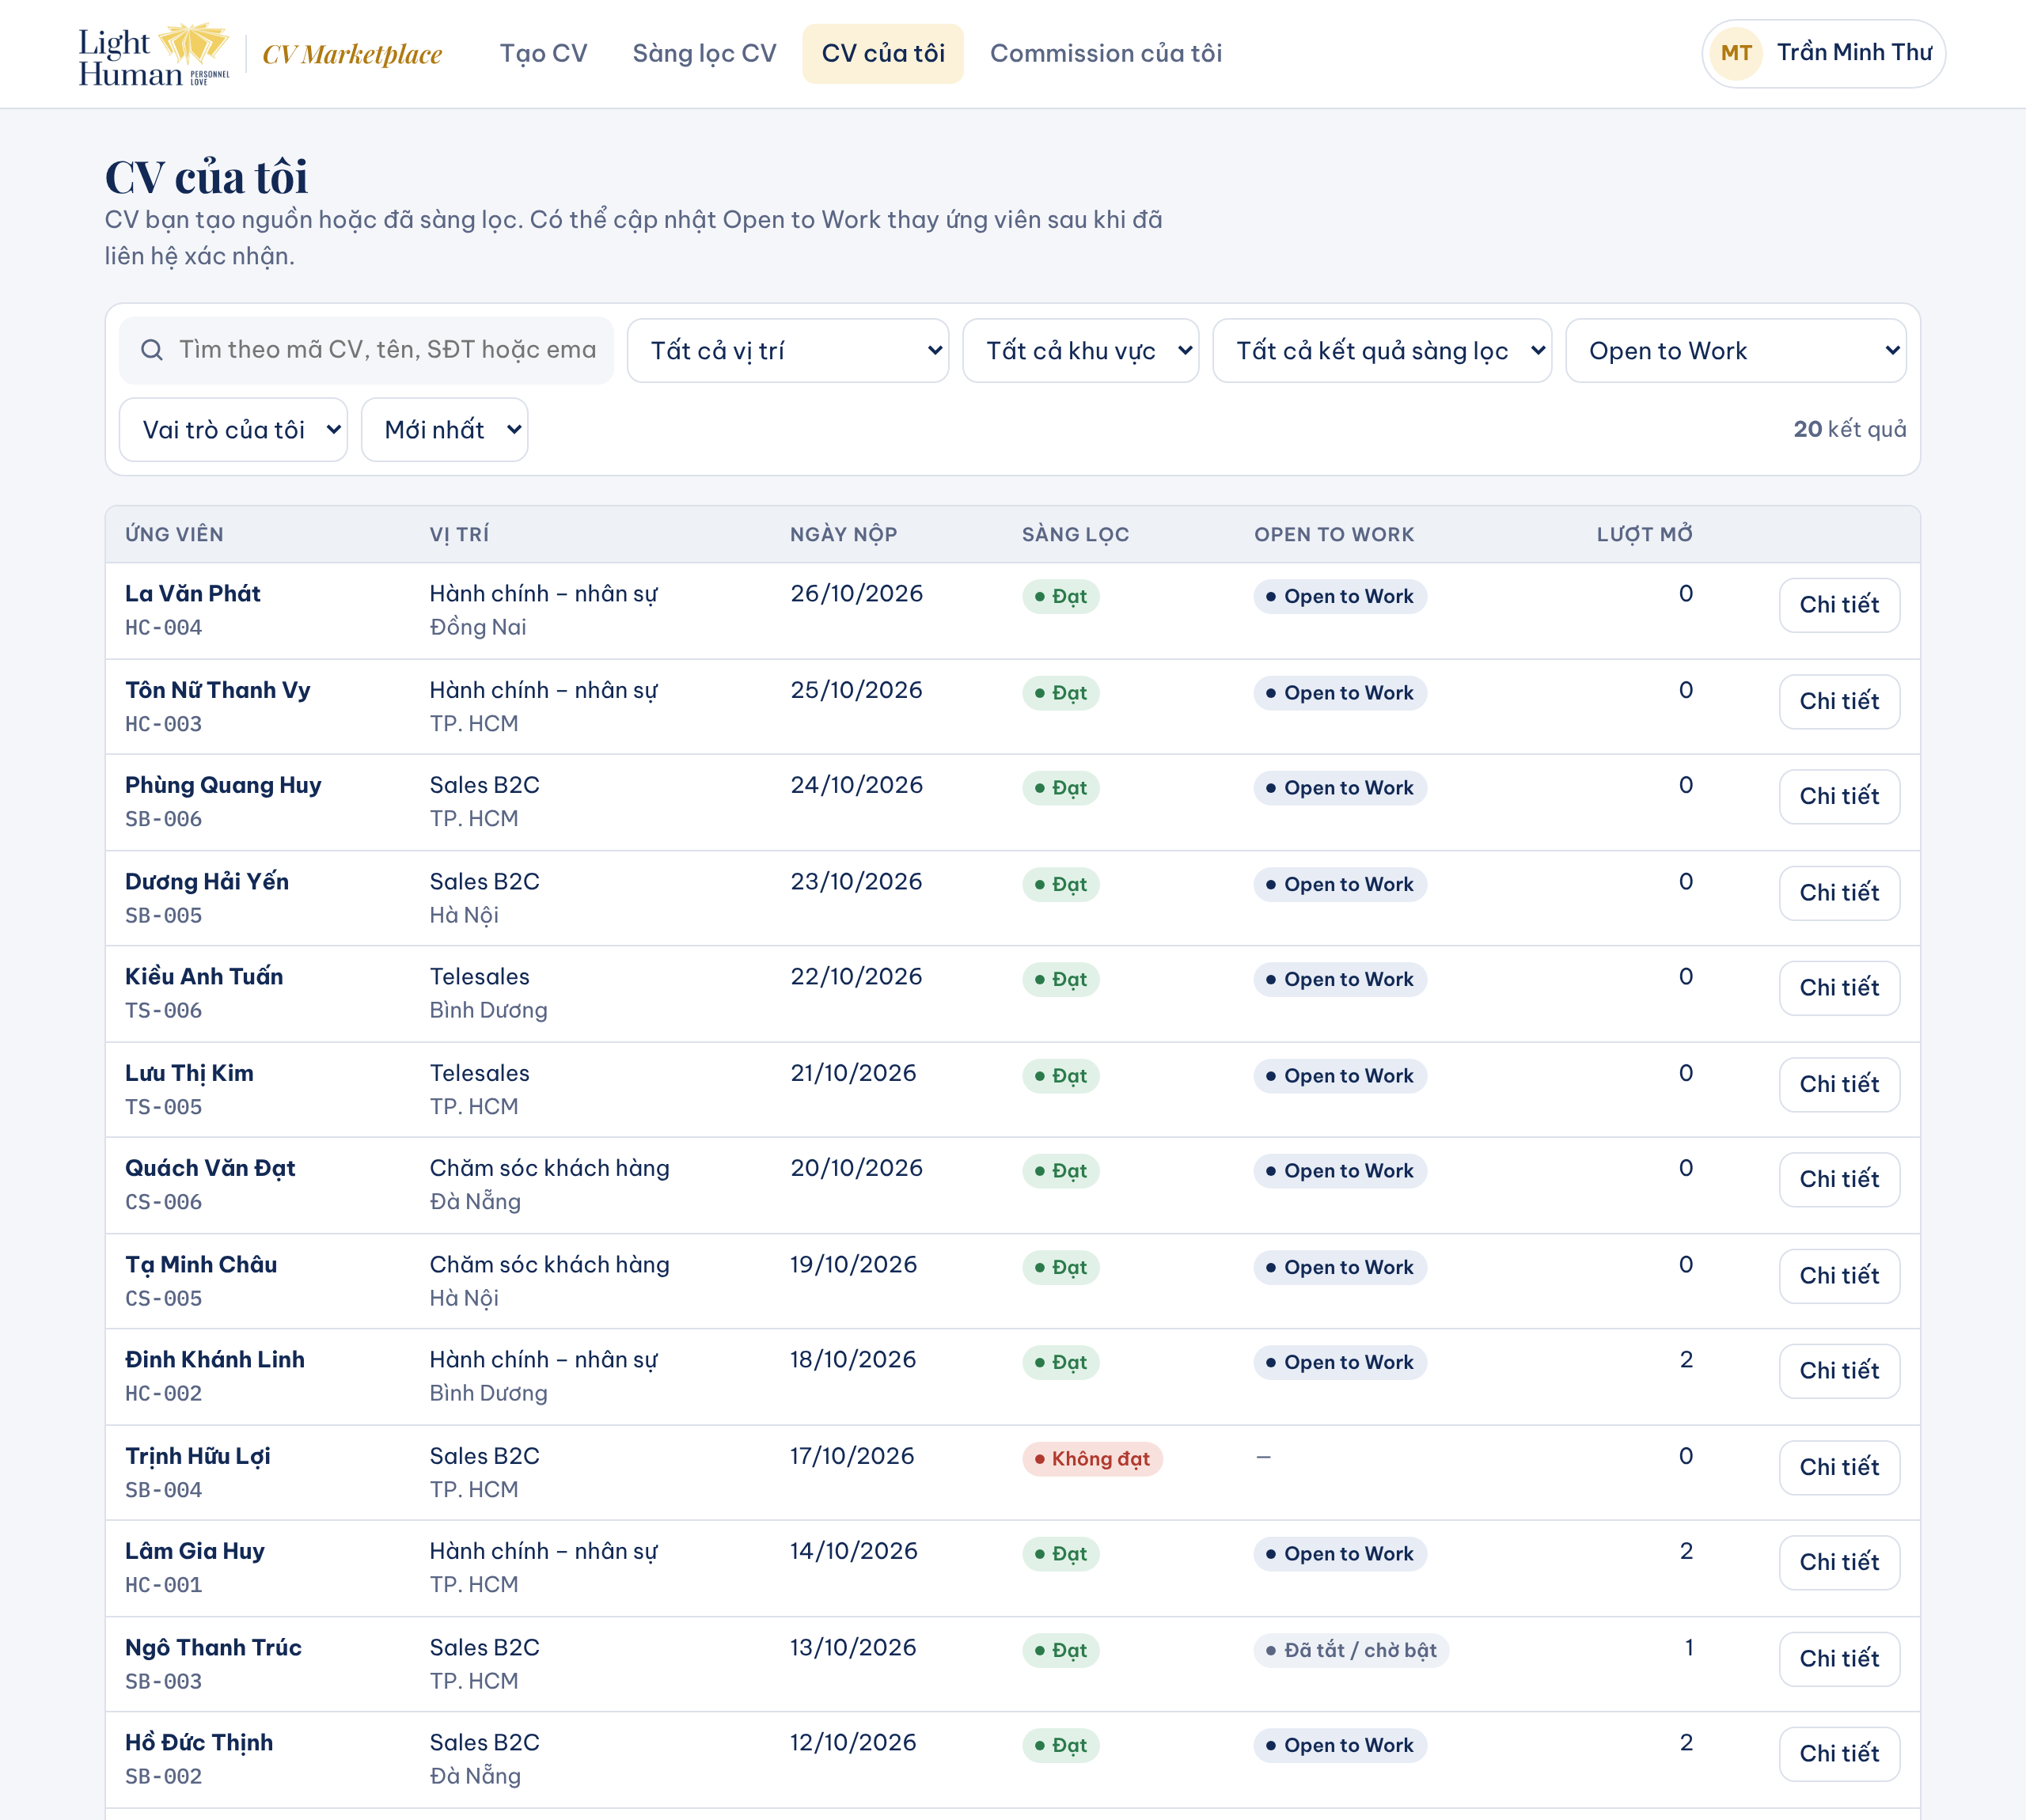 Light Human PERSONNEL LOVE
CV Marketplace
Tạo CV
Sàng lọc CV
CV của tôi
Commission của tôi
MT
Trần Minh Thư
CV của tôi
CV bạn tạo nguồn hoặc đã sàng lọc. Có thể cập nhật Open to Work thay ứng viên sau khi đã
liên hệ xác nhận.
Tìm theo mã CV, tên, SĐT hoặc ema
Tất cả vị trí
Tất cả khu vực
Tất cả kết quả sàng lọc
Open to Work
Vai trò của tôi
Mới nhất
20 kết quả
ỨNG VIÊN VỊ TRÍ NGÀY NỘP SÀNG LỌC OPEN TO WORK LƯỢT MỞ
La Văn Phát Hành chính – nhân sự 26/10/2026 Đạt Open to Work 0 Chi tiết
HC-004 Đồng Nai
Tôn Nữ Thanh Vy Hành chính – nhân sự 25/10/2026 Đạt Open to Work 0 Chi tiết
HC-003 TP. HCM
Phùng Quang Huy Sales B2C 24/10/2026 Đạt Open to Work 0 Chi tiết
SB-006 TP. HCM
Dương Hải Yến Sales B2C 23/10/2026 Đạt Open to Work 0 Chi tiết
SB-005 Hà Nội
Kiều Anh Tuấn Telesales 22/10/2026 Đạt Open to Work 0 Chi tiết
TS-006 Bình Dương
Lưu Thị Kim Telesales 21/10/2026 Đạt Open to Work 0 Chi tiết
TS-005 TP. HCM
Quách Văn Đạt Chăm sóc khách hàng 20/10/2026 Đạt Open to Work 0 Chi tiết
CS-006 Đà Nẵng
Tạ Minh Châu Chăm sóc khách hàng 19/10/2026 Đạt Open to Work 0 Chi tiết
CS-005 Hà Nội
Đinh Khánh Linh Hành chính – nhân sự 18/10/2026 Đạt Open to Work 2 Chi tiết
HC-002 Bình Dương
Trịnh Hữu Lợi Sales B2C 17/10/2026 Không đạt — 0 Chi tiết
SB-004 TP. HCM
Lâm Gia Huy Hành chính – nhân sự 14/10/2026 Đạt Open to Work 2 Chi tiết
HC-001 TP. HCM
Ngô Thanh Trúc Sales B2C 13/10/2026 Đạt Đã tắt / chờ bật 1 Chi tiết
SB-003 TP. HCM
Hồ Đức Thịnh Sales B2C 12/10/2026 Đạt Open to Work 2 Chi tiết
SB-002 Đà Nẵng